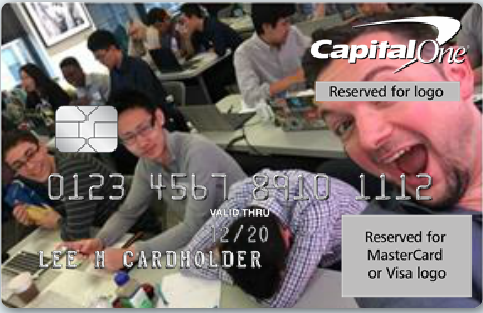 Capital One
Reserved for logo
0123 4567 8910 1112
VALID THRU
12/20
LEE M CARDHOLDER
Reserved for
MasterCard
or Visa logo